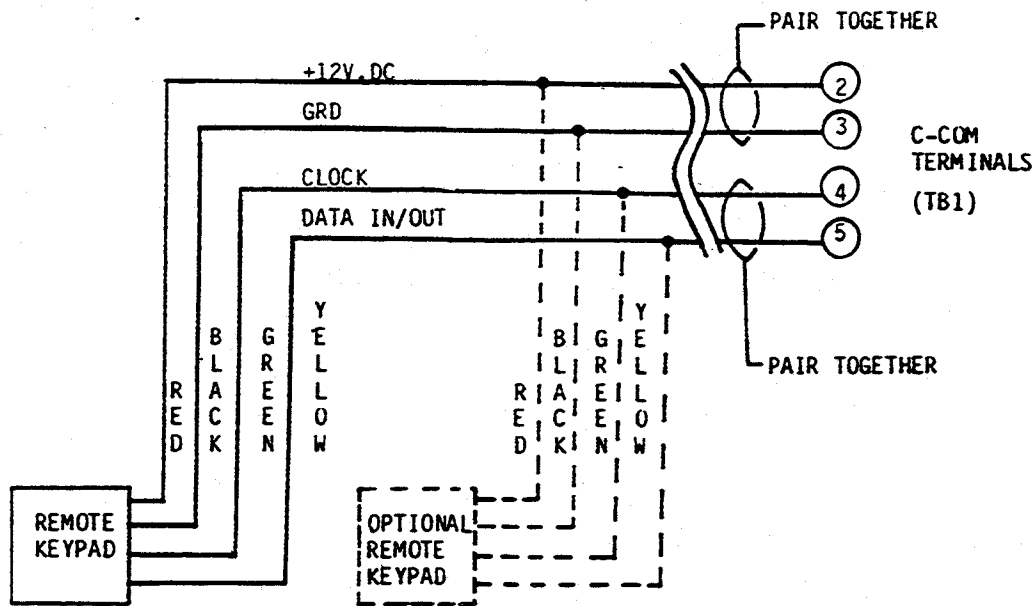 PAIR TOGETHER
+12V.DC
2
GRD
3
C-COM
TERMINALS
(TB1)
CLOCK
4
DATA IN/OUT
5
RED
BLACK
GREEN
YELLOW
RED
BLACK
GREEN
YELLOW
PAIR TOGETHER
REMOTE
KEYPAD
OPTIONAL
REMOTE
KEYPAD